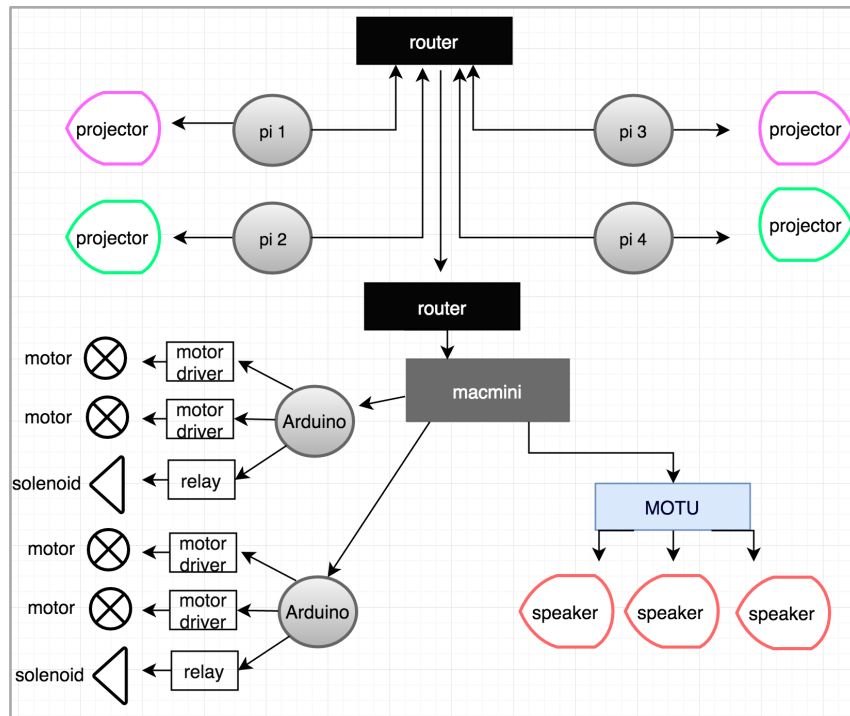 router
projector
pi 1
pi 3
projector
projector
pi 2
pi 4
projector
router
motor
motor
driver
macmini
motor
motor
driver
Arduino
solenoid
relay
MOTU
motor
motor
driver
motor
motor
driver
Arduino
speaker
speaker
speaker
solenoid
relay